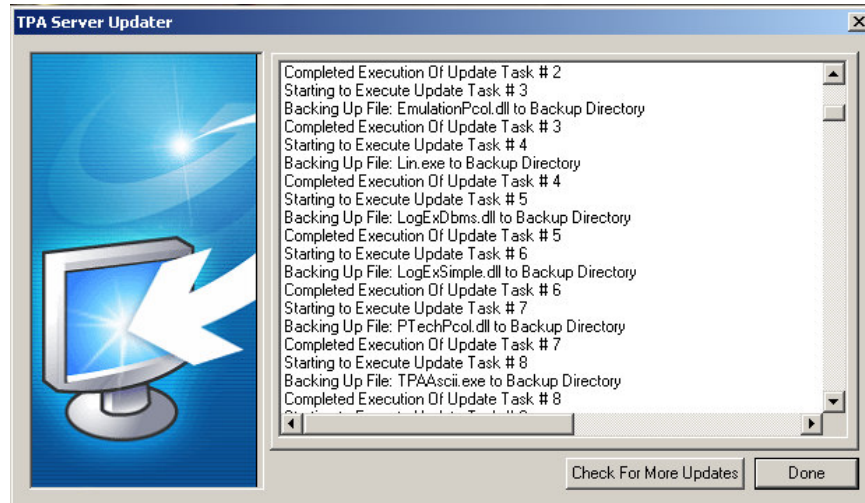 TPA Server Updater
Completed Execution Of Update Task # 2
Starting to Execute Update Task # 3
Backing Up File: EmulationPcol.dll to Backup Directory
Completed Execution Of Update Task # 3
Starting to Execute Update Task # 4
Backing Up File: Lin.exe to Backup Directory
Completed Execution Of Update Task # 4
Starting to Execute Update Task # 5
Backing Up File: LogExDbms.dll to Backup Directory
Completed Execution Of Update Task # 5
Starting to Execute Update Task # 6
Backing Up File: LogExSimple.dll to Backup Directory
Completed Execution Of Update Task # 6
Starting to Execute Update Task # 7
Backing Up File: PTechPcol.dll to Backup Directory
Completed Execution Of Update Task # 7
Starting to Execute Update Task # 8
Backing Up File: TPAAscii.exe to Backup Directory
Completed Execution Of Update Task # 8
Check For More Updates
Done